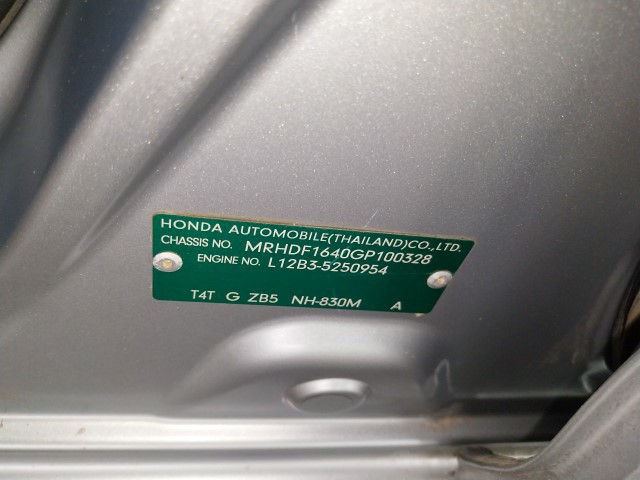 HONDA AUTOMOBILE(THAILAND)CO.,LTD.
CHASSIS NO. MRHDF1640GP100328
ENGINE NO. L12B3-5250954
T4T G ZB5 NH-830M A